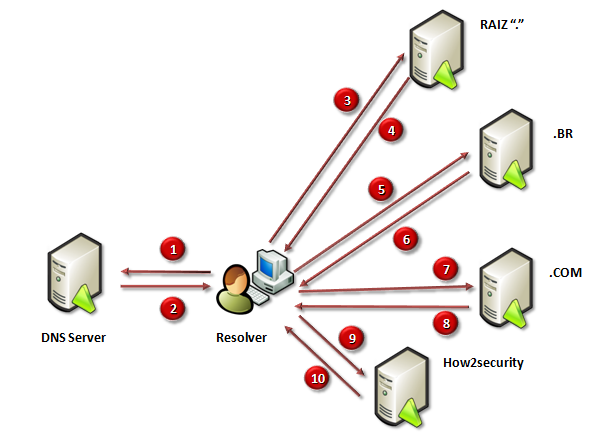 RAIZ “.”
3
4
.BR
5
6
1
7
.COM
2
8
DNS Server
Resolver
9
How2security
10